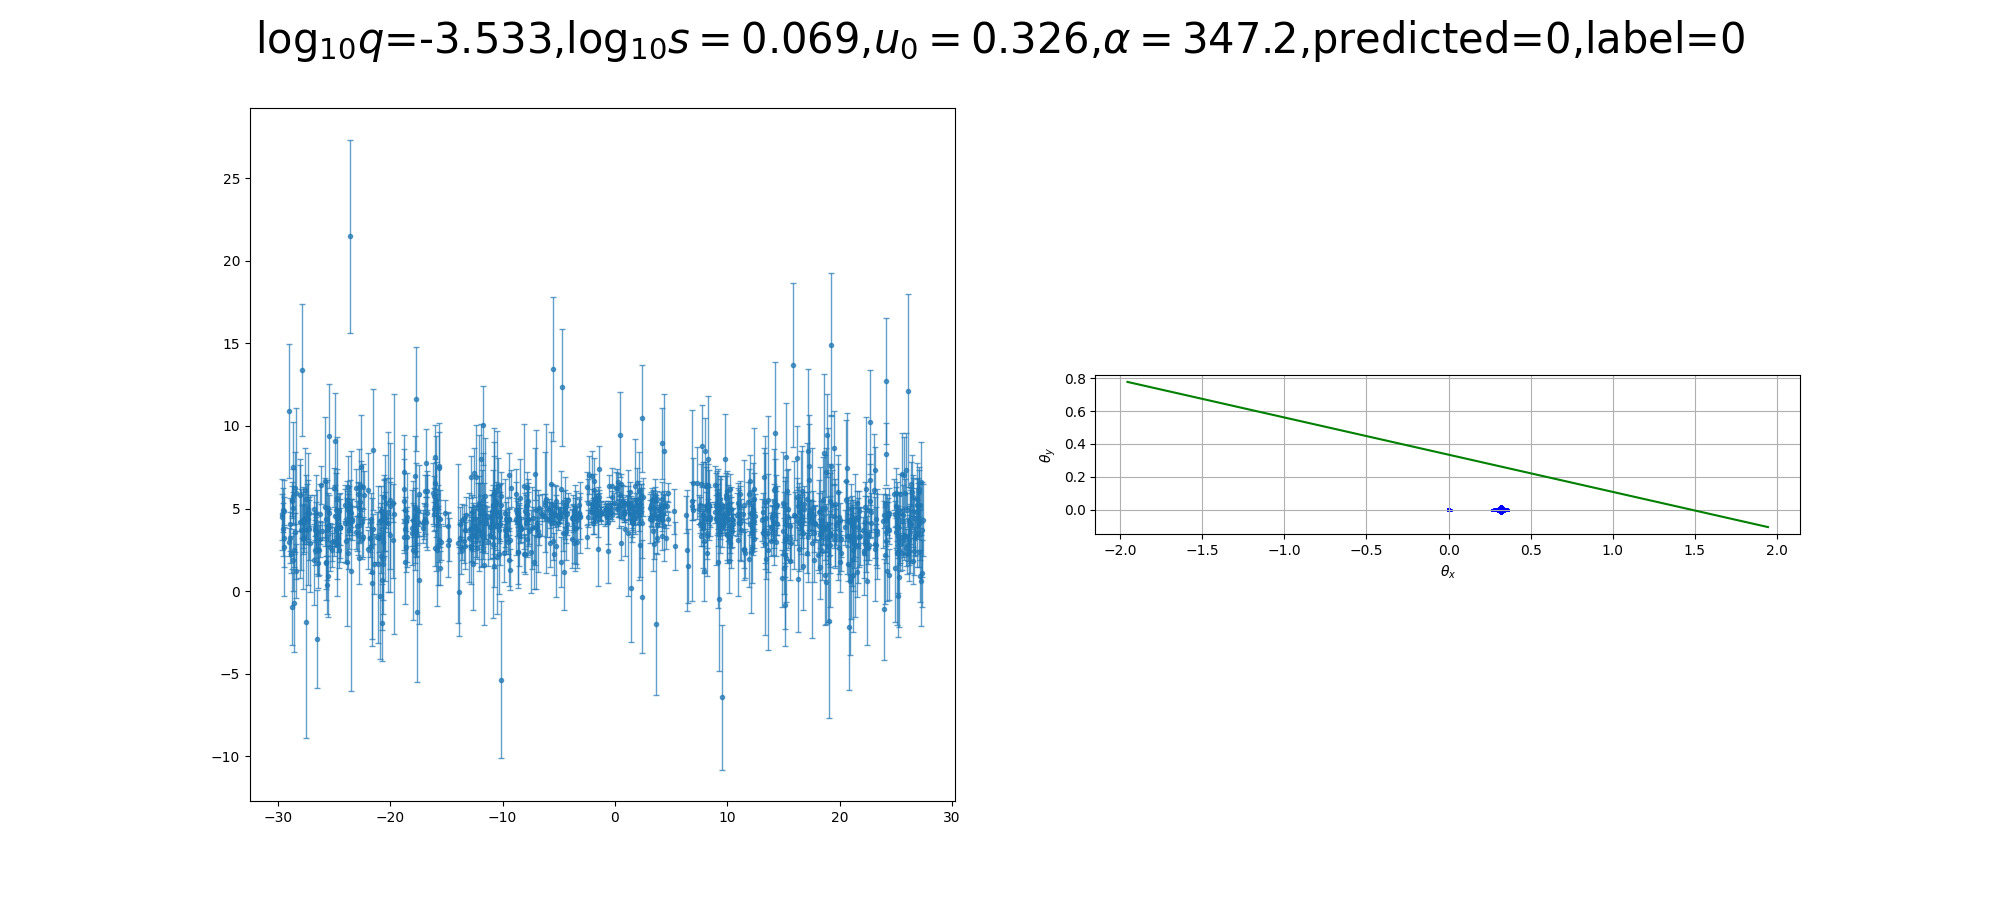 log₁₀q=-3.533,log₁₀s = 0.069,u₀ = 0.326,α = 347.2,predicted=0,label=0
25
20
15
10
5
0
−5
−10
−30 −20 −10 0 10 20 30
0.8
0.6
0.4
0.2
0.0
θy
−2.0 −1.5 −1.0 −0.5 0.0 0.5 1.0 1.5 2.0
θx